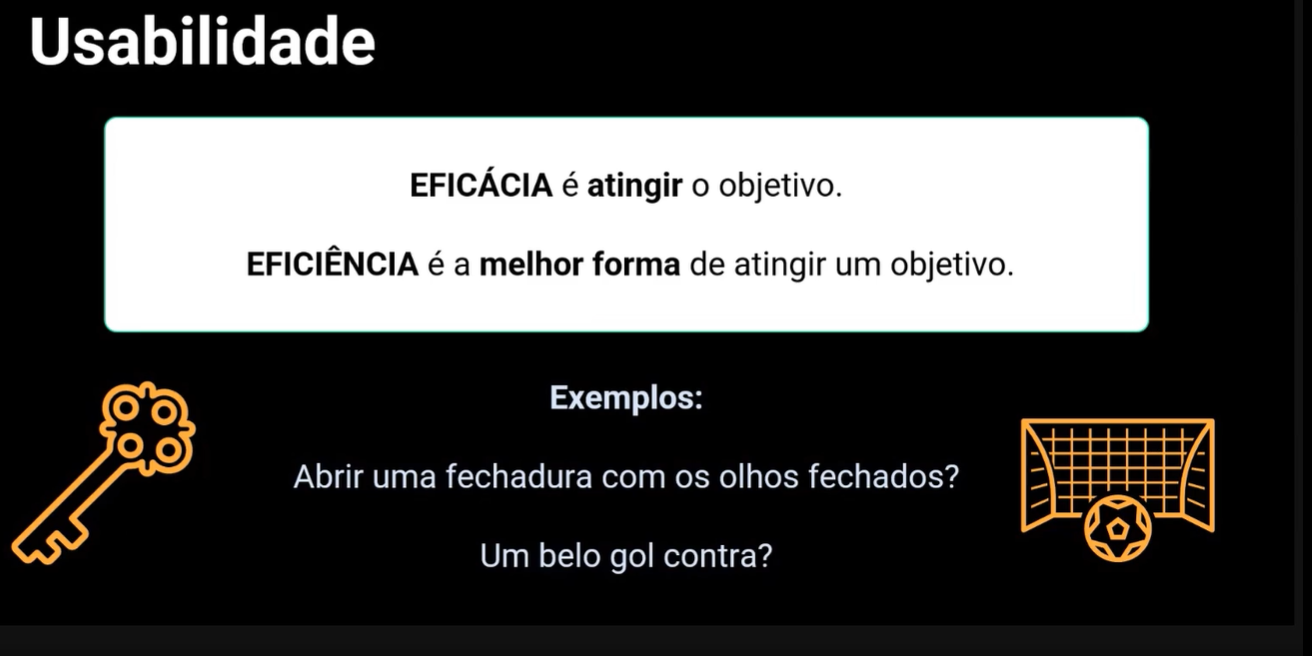 Usabilidade
EFICÁCIA é atingir o objetivo.
EFICIÊNCIA é a melhor forma de atingir um objetivo.
Exemplos:
Abrir uma fechadura com os olhos fechados?
Um belo gol contra?